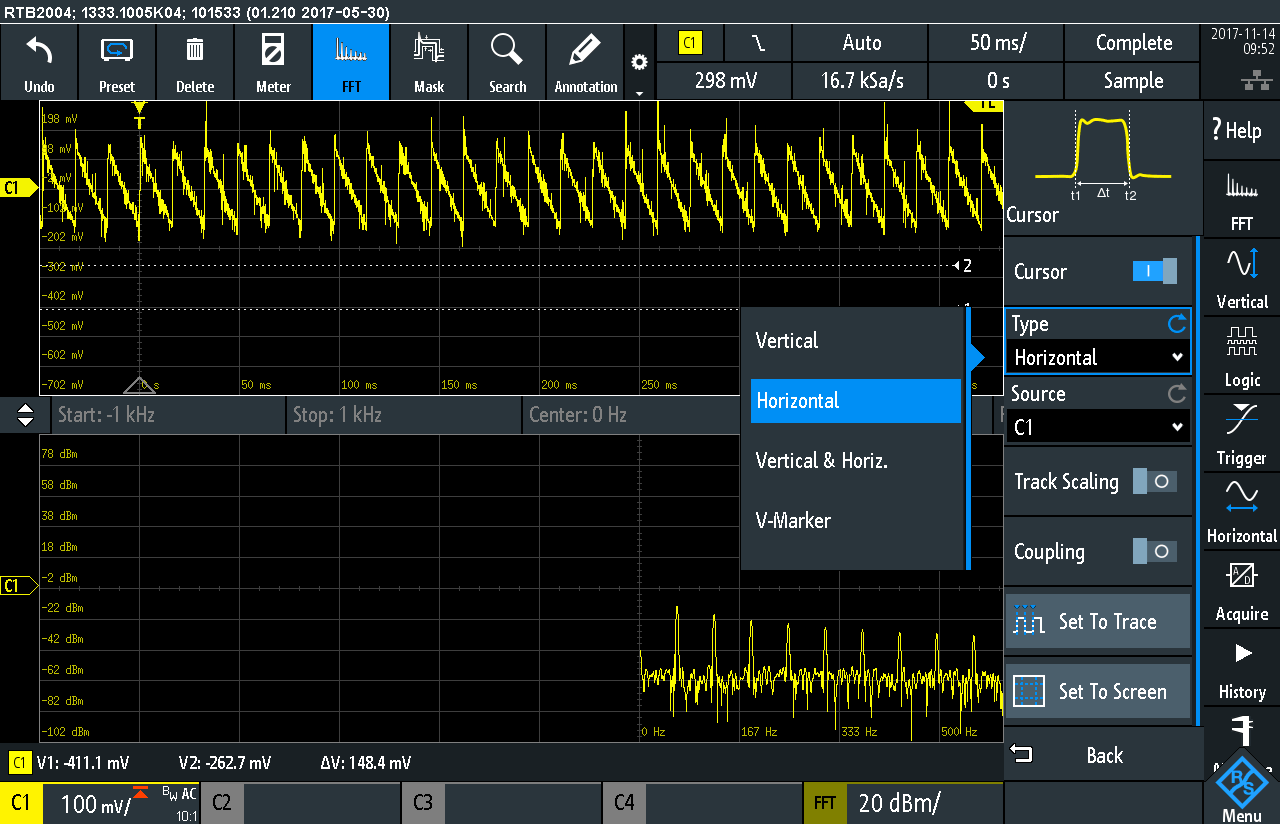 RTB2004; 1333.1005K04; 101533 (01.210 2017-05-30)
Undo
Preset
Delete
Meter
FFT
Mask
Search
Annotation
C1
Auto
50 ms/
Complete
298 mV
16.7 kSa/s
0 s
Sample
2017-11-14
09:52
198 mV
T
TL
C1
-202 mV
-302 mV
-402 mV
-502 mV
-602 mV
-702 mV
2
1
0 s
50 ms
100 ms
150 ms
200 ms
250 ms
Start: -1 kHz
Stop: 1 kHz
Center: 0 Hz
78 dBm
58 dBm
38 dBm
18 dBm
-2 dBm
C1
-22 dBm
-42 dBm
-62 dBm
-82 dBm
-102 dBm
0 Hz
167 Hz
333 Hz
500 Hz
Vertical
Horizontal
Vertical & Horiz.
V-Marker
t1
Δt
t2
Cursor
Cursor
Type
Horizontal
Source
C1
Track Scaling
Coupling
Set To Trace
Set To Screen
Back
? Help
FFT
Vertical
Logic
Trigger
Horizontal
A
D
Acquire
History
R S
Menu
C1
V1: -411.1 mV
V2: -262.7 mV
ΔV: 148.4 mV
C1
100 mV/
BW AC
10:1
C2
C3
C4
FFT
20 dBm/